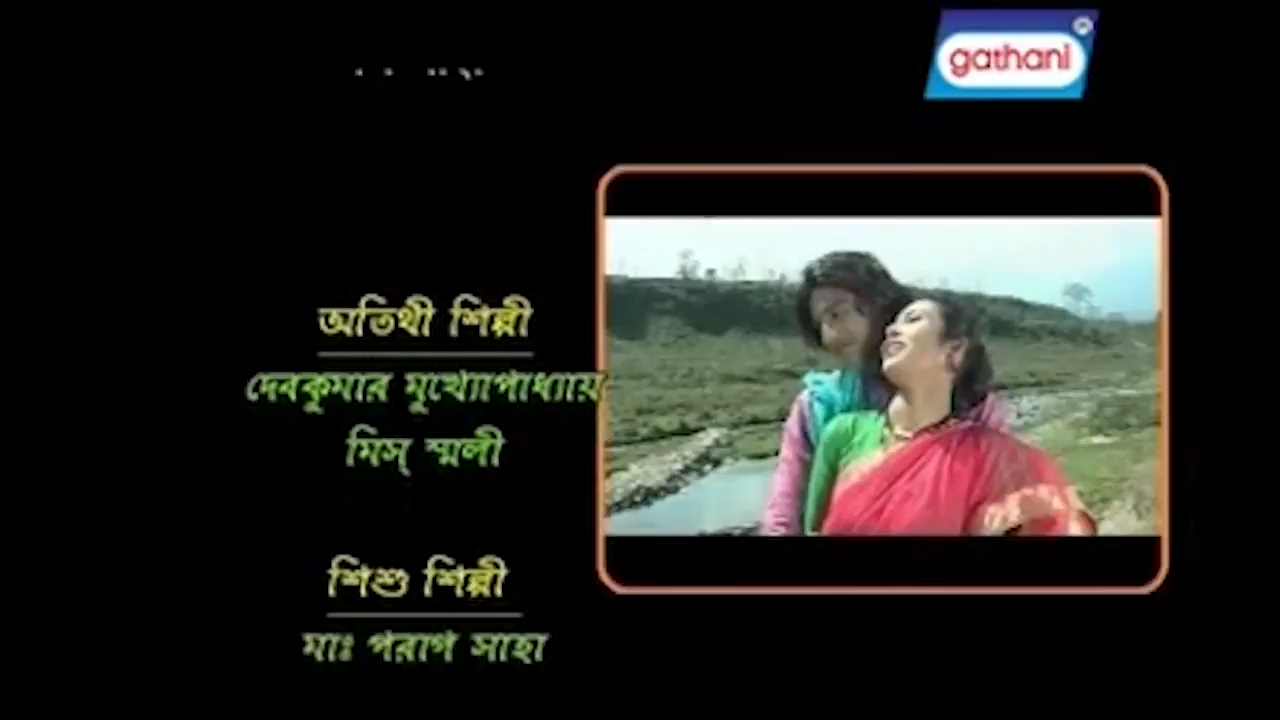 gathani
অতিথী শিল্পী
দেবকুমার মুখ্যোপাধ্যায়
মিস্ শ্মলী
শিশু শিল্পী
মাঃ পরাগ সাহা